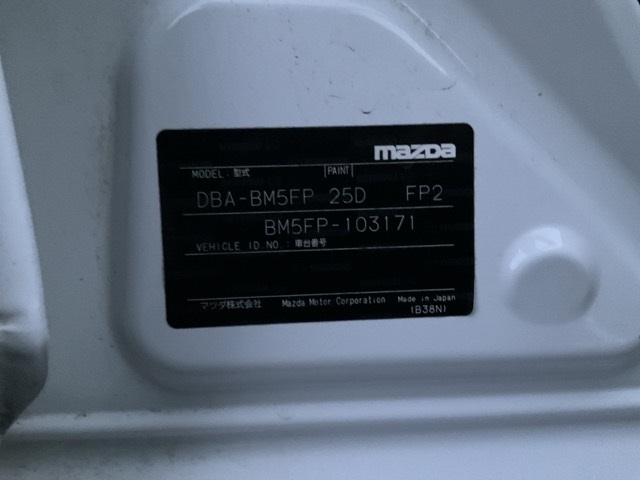 mazda
MODEL : 型式 |PAINT|
DBA-BM5FP 25D FP2
BM5FP-103171
VEHICLE ID NO.: 車台番号
マツダ株式会社 Mazda Motor Corporation Made in Japan
(B38N)